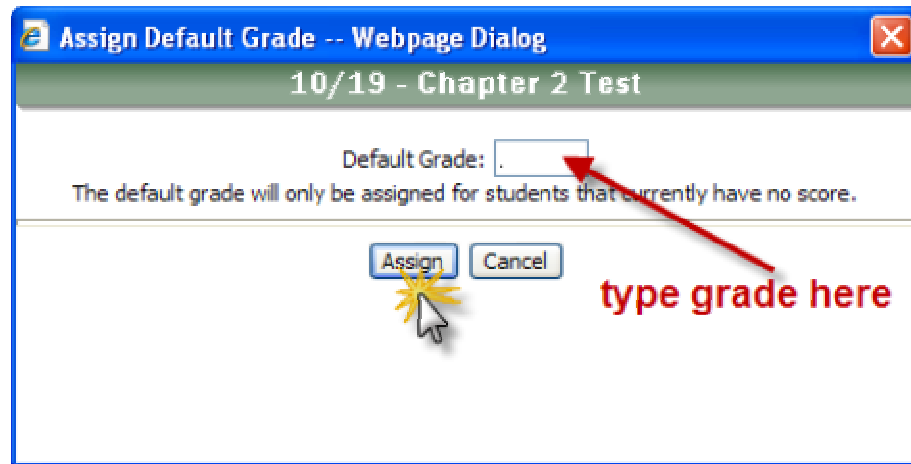 Assign Default Grade -- Webpage Dialog
10/19 - Chapter 2 Test
Default Grade: .
The default grade will only be assigned for students that currently have no score.
Assign Cancel
type grade here